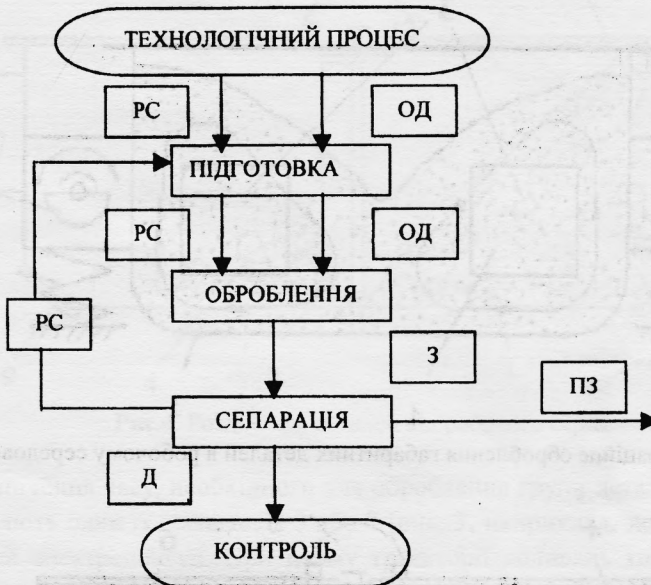 ТЕХНОЛОГІЧНИЙ ПРОЦЕС
РС
ОД
ПІДГОТОВКА
РС
ОД
ОБРОБЛЕННЯ
РС
З
ПЗ
СЕПАРАЦІЯ
Д
КОНТРОЛЬ